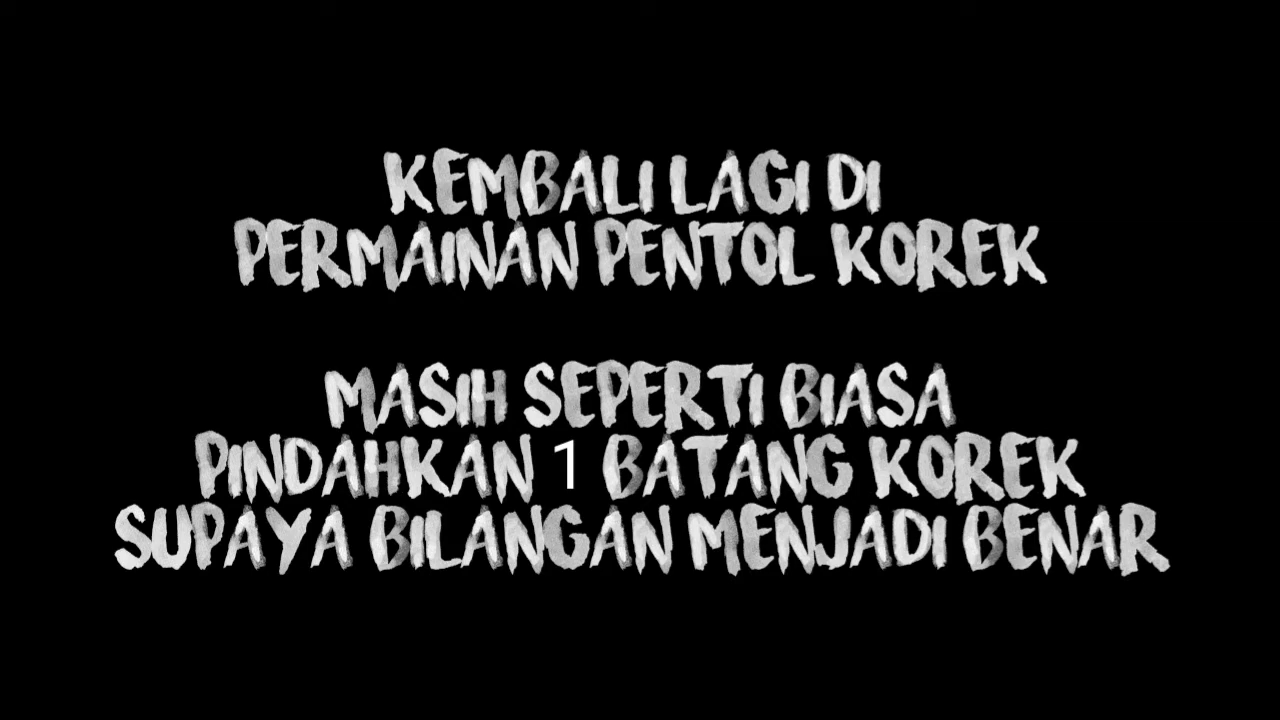 KEMBALI LAGI DI
PERMAINAN PENTOL KOREK
MASIH SEPERTI BIASA
PINDAHKAN 1 BATANG KOREK
SUPAYA BILANGAN MENJADI BENAR